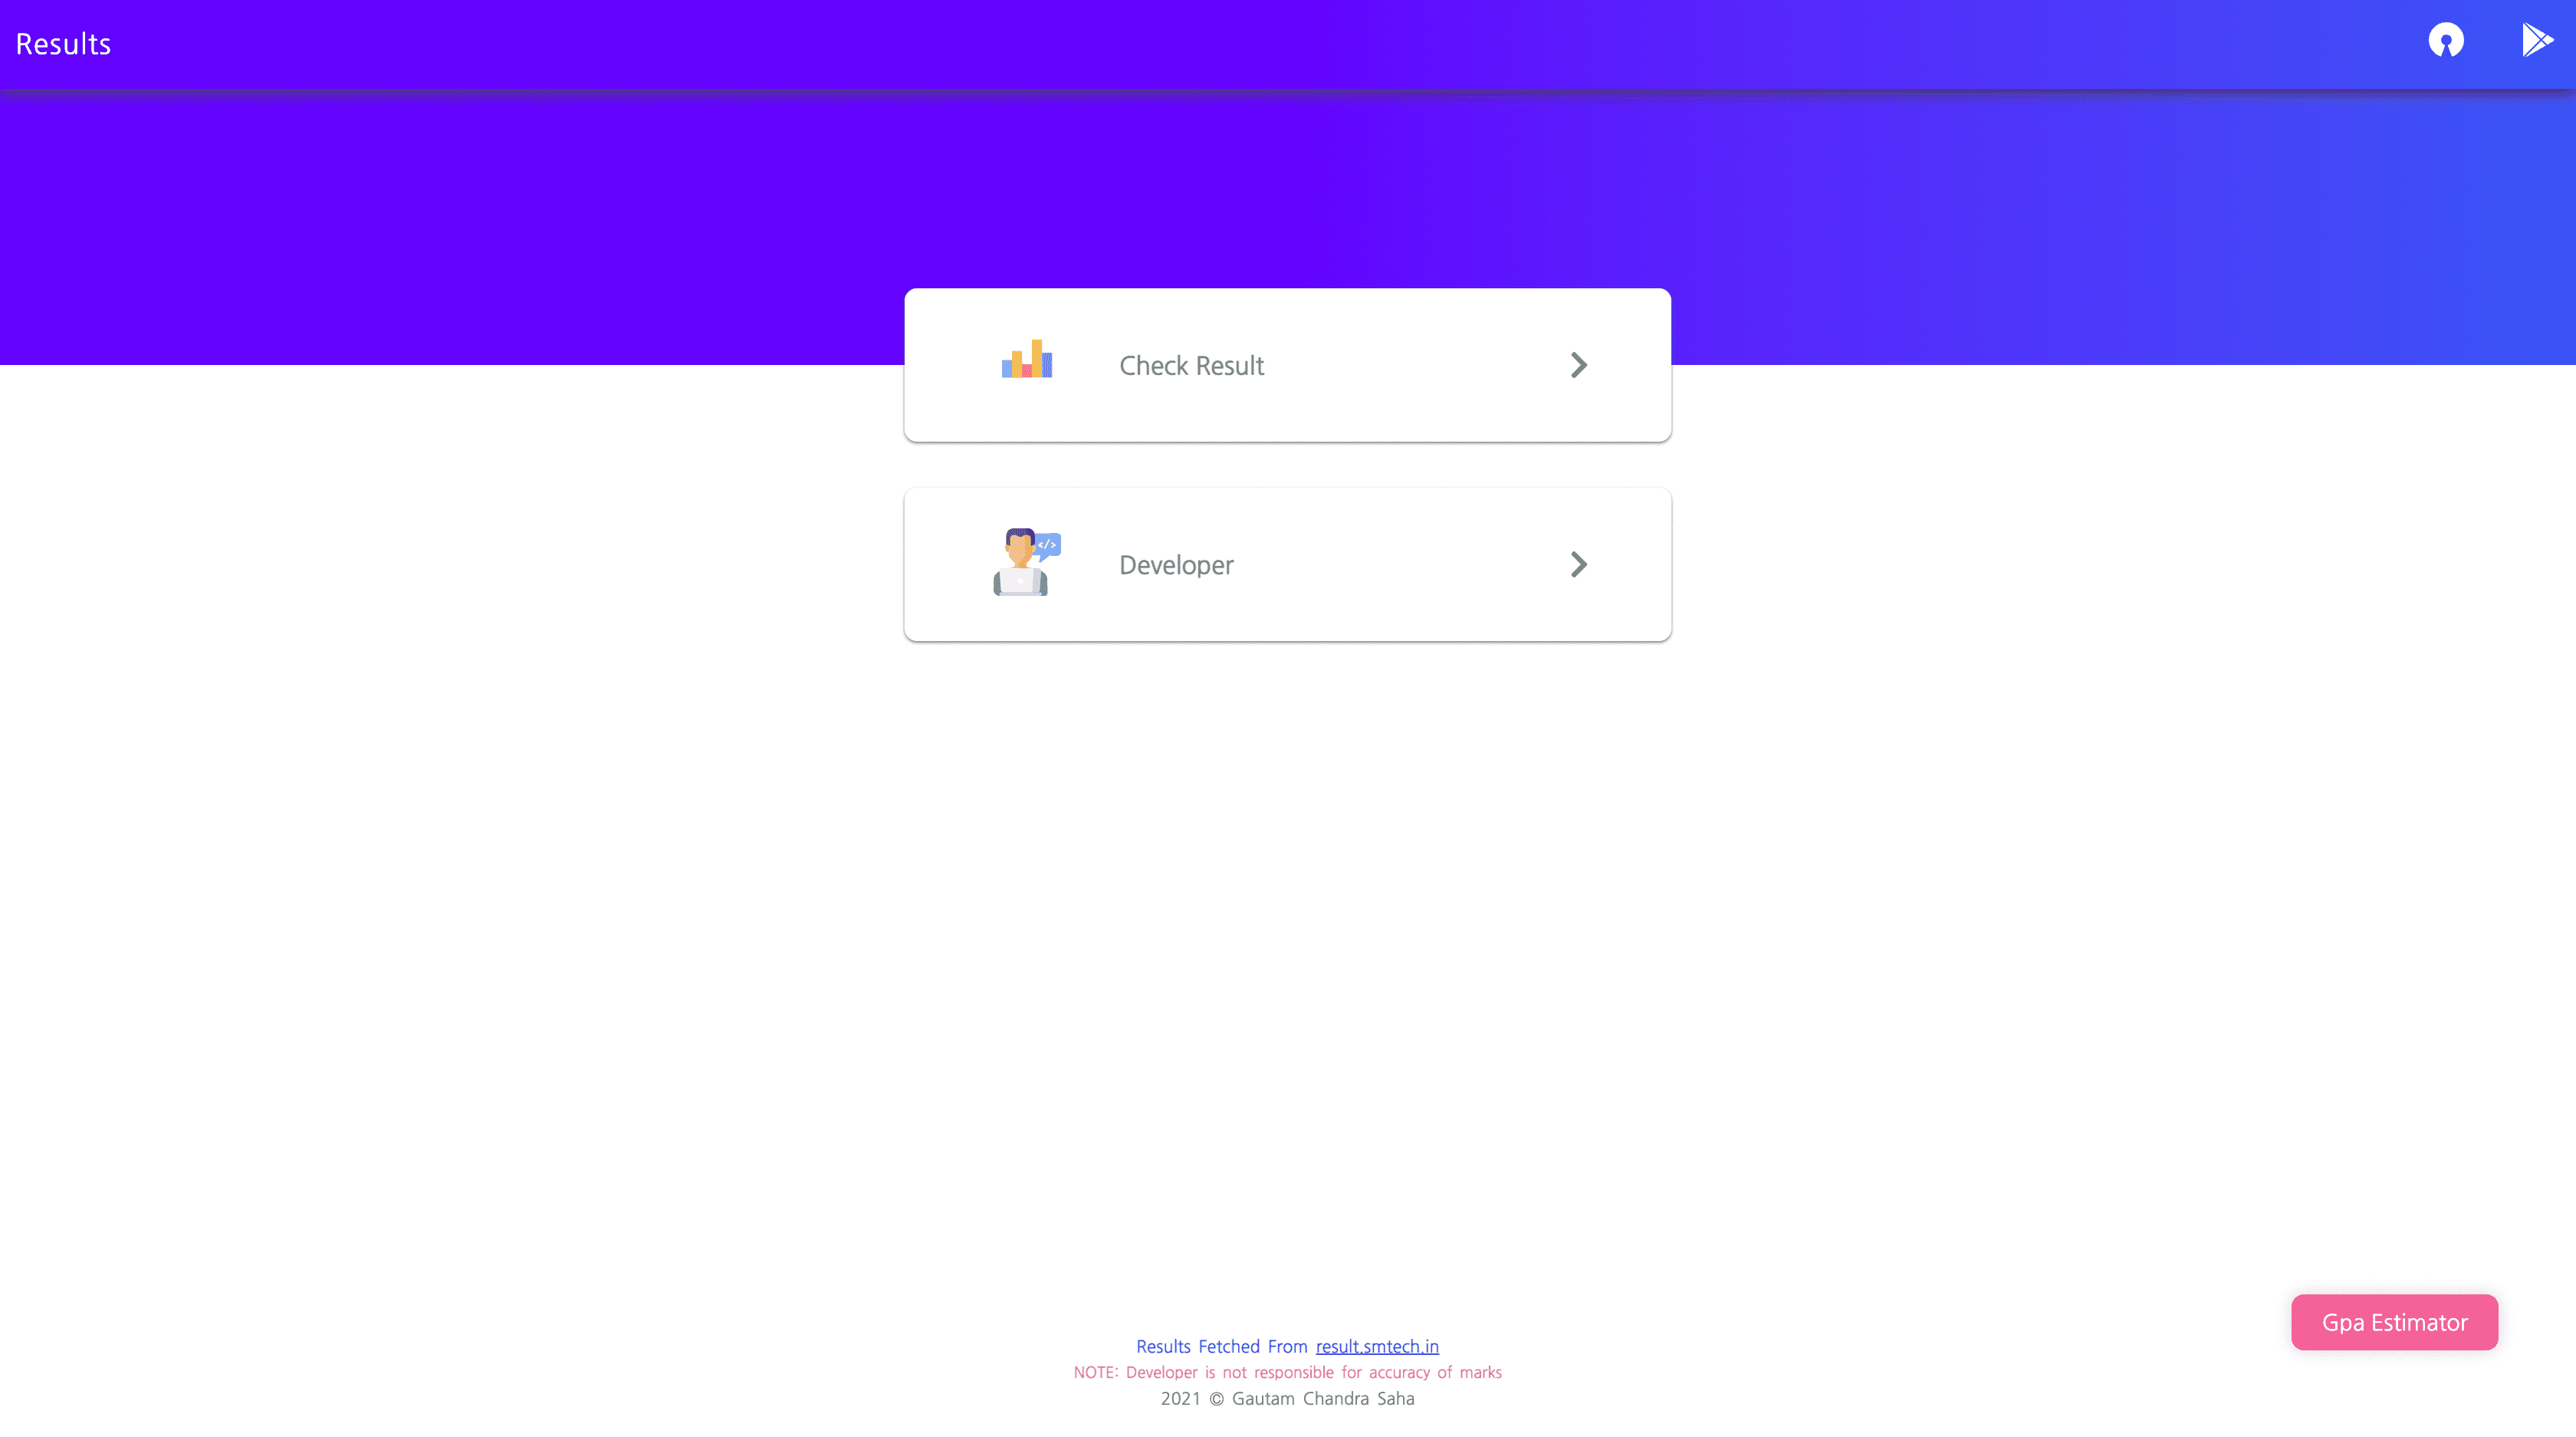 Results
Check Result
</>
Developer
Gpa Estimator
Results Fetched From result.smtech.in
NOTE: Developer is not responsible for accuracy of marks
2021 © Gautam Chandra Saha